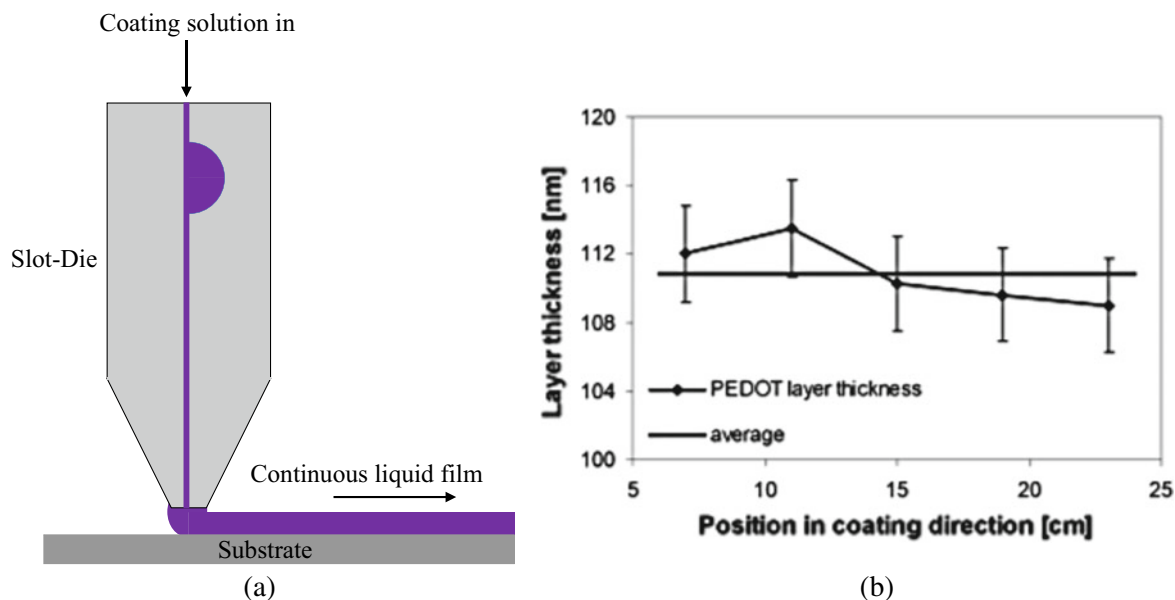 Coating solution in
Slot-Die
Continuous liquid film
Substrate
(a)
120
116
112
108
104
100
Layer thickness [nm]
PEDOT layer thickness
average
5
10
15
20
25
Position in coating direction [cm]
(b)